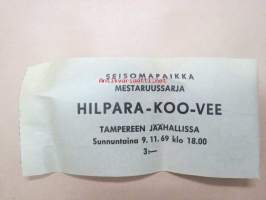 SEISOMAPAIKKA
MESTARUUSSARJA
HILPARA-KOO-VEE
TAMPEREEN JÄÄHALLISSA
Sunnuntaina 9.11.69 klo 18.00
3:—